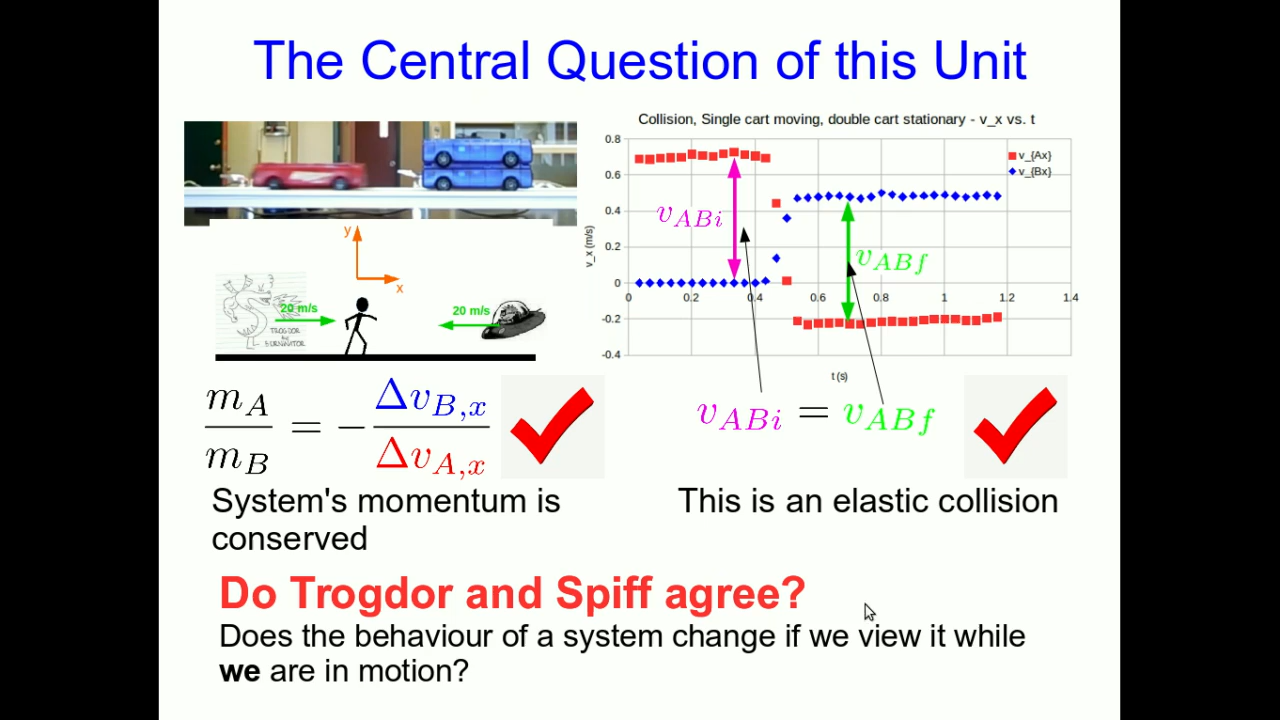 The Central Question of this Unit
Collision, Single cart moving, double cart stationary - v_x vs. t
0.8
0.6
0.4
0.2
0
-0.2
-0.4
v_x (m/s)
0
0.2
0.4
0.6
0.8
1
1.2
1.4
t (s)
v_{Ax}
v_{Bx}
v_{ABi}
v_{ABf}
y
x
20 m/s
20 m/s
TROGDOR
the
BURNINATOR
m_A / m_B = - Δv_{B,x} / Δv_{A,x}
v_{ABi} = v_{ABf}
System's momentum is
conserved
This is an elastic collision
Do Trogdor and Spiff agree?
Does the behaviour of a system change if we view it while
we are in motion?